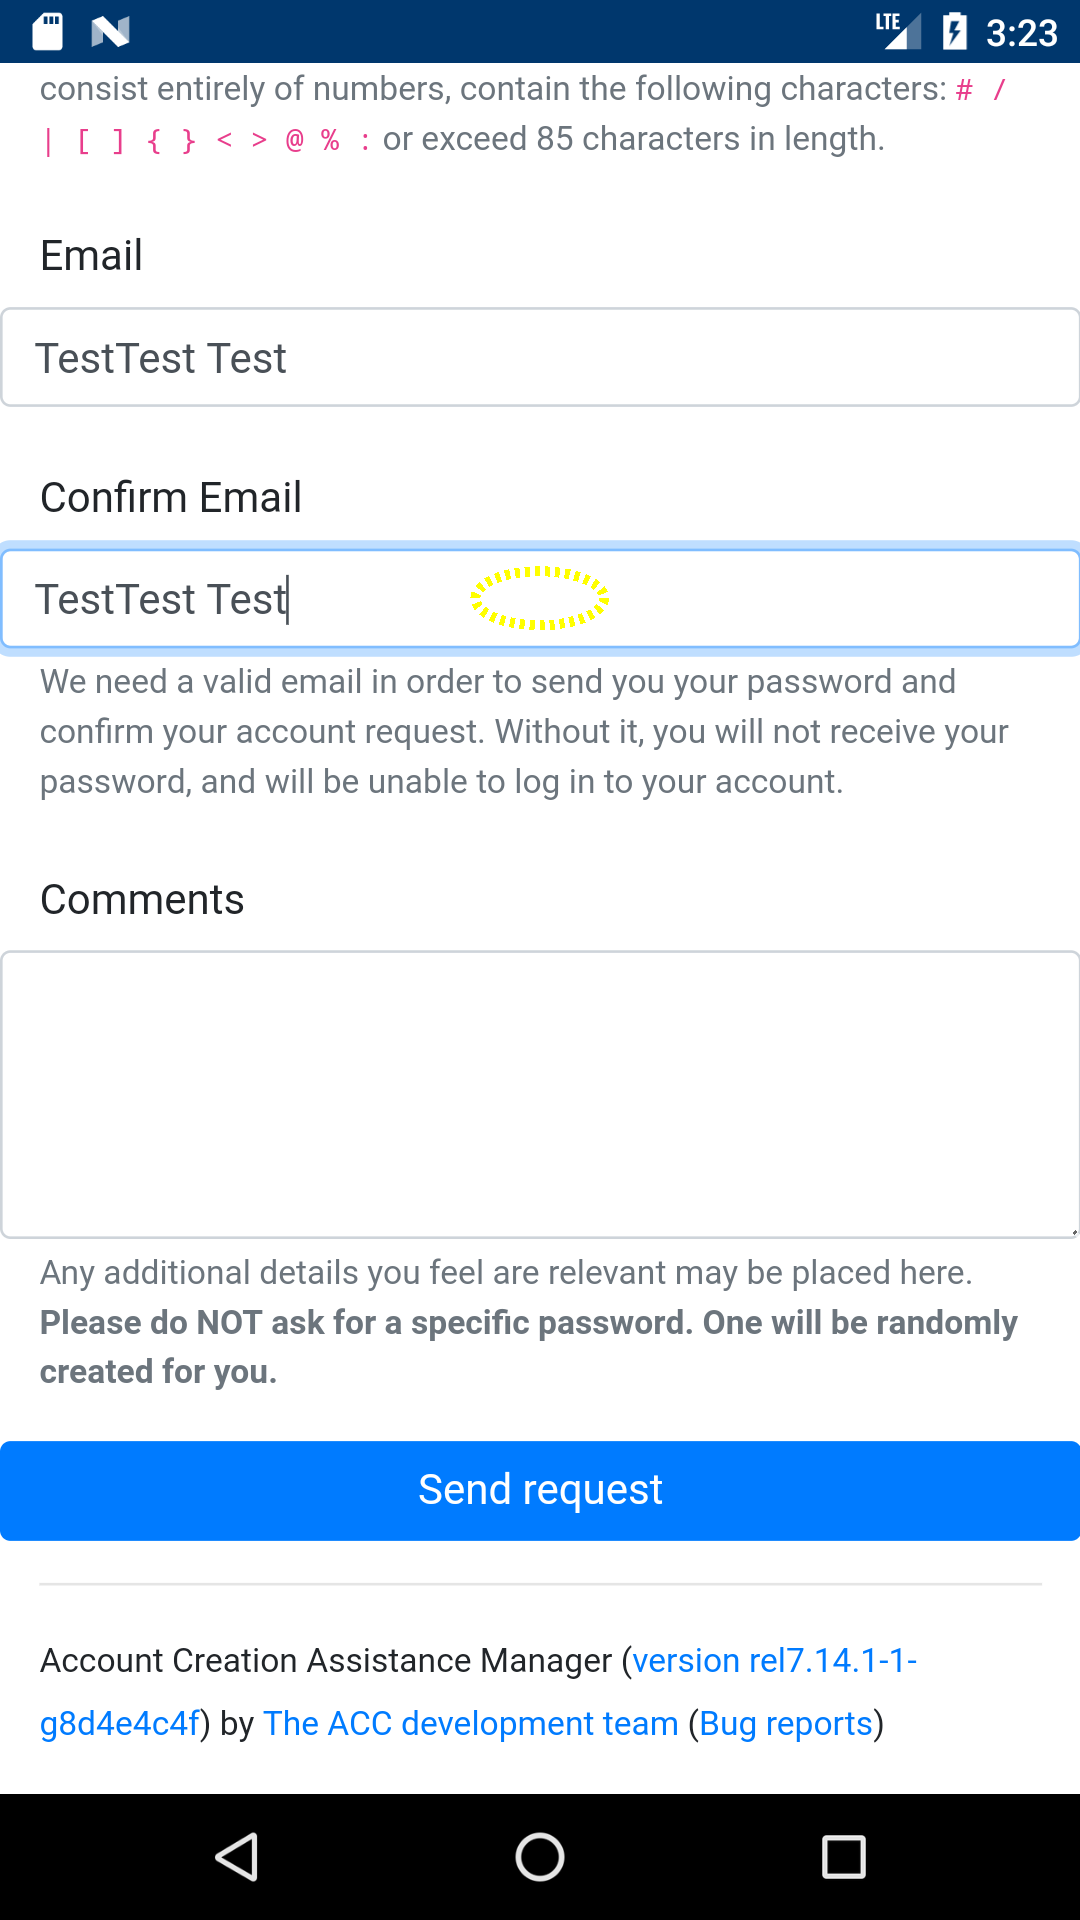 LTE 3:23
consist entirely of numbers, contain the following characters: # /
| [ ] { } < > @ % : or exceed 85 characters in length.
Email
TestTest Test
Confirm Email
TestTest Test
We need a valid email in order to send you your password and
confirm your account request. Without it, you will not receive your
password, and will be unable to log in to your account.
Comments
Any additional details you feel are relevant may be placed here.
Please do NOT ask for a specific password. One will be randomly
created for you.
Send request
Account Creation Assistance Manager (version rel7.14.1-1-
g8d4e4c4f) by The ACC development team (Bug reports)